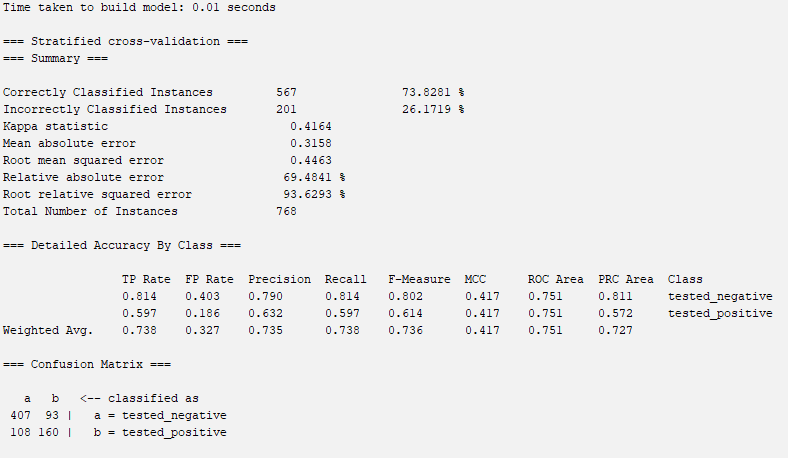 Time taken to build model: 0.01 seconds
=== Stratified cross-validation ===
=== Summary ===
Correctly Classified Instances 567 73.8281 %
Incorrectly Classified Instances 201 26.1719 %
Kappa statistic 0.4164
Mean absolute error 0.3158
Root mean squared error 0.4463
Relative absolute error 69.4841 %
Root relative squared error 93.6293 %
Total Number of Instances 768
=== Detailed Accuracy By Class ===
TP Rate FP Rate Precision Recall F-Measure MCC ROC Area PRC Area Class
0.814 0.403 0.790 0.814 0.802 0.417 0.751 0.811 tested_negative
0.597 0.186 0.632 0.597 0.614 0.417 0.751 0.572 tested_positive
Weighted Avg. 0.738 0.327 0.735 0.738 0.736 0.417 0.751 0.727
=== Confusion Matrix ===
a b <-- classified as
407 93 | a = tested_negative
108 160 | b = tested_positive